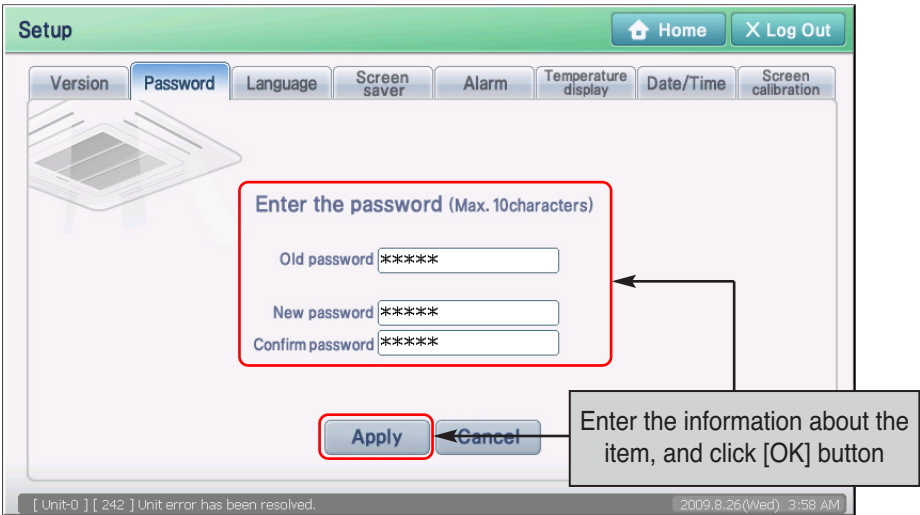 Setup
Home
X Log Out
Version
Password
Language
Screen
saver
Alarm
Temperature
display
Date/Time
Screen
calibration
Enter the password (Max. 10characters)
Old password *****
New password *****
Confirm password *****
Apply
Cancel
Enter the information about the
item, and click [OK] button
[ Unit-0 ] [ 242 ] Unit error has been resolved.
2009.8.26(Wed) 3:58 AM